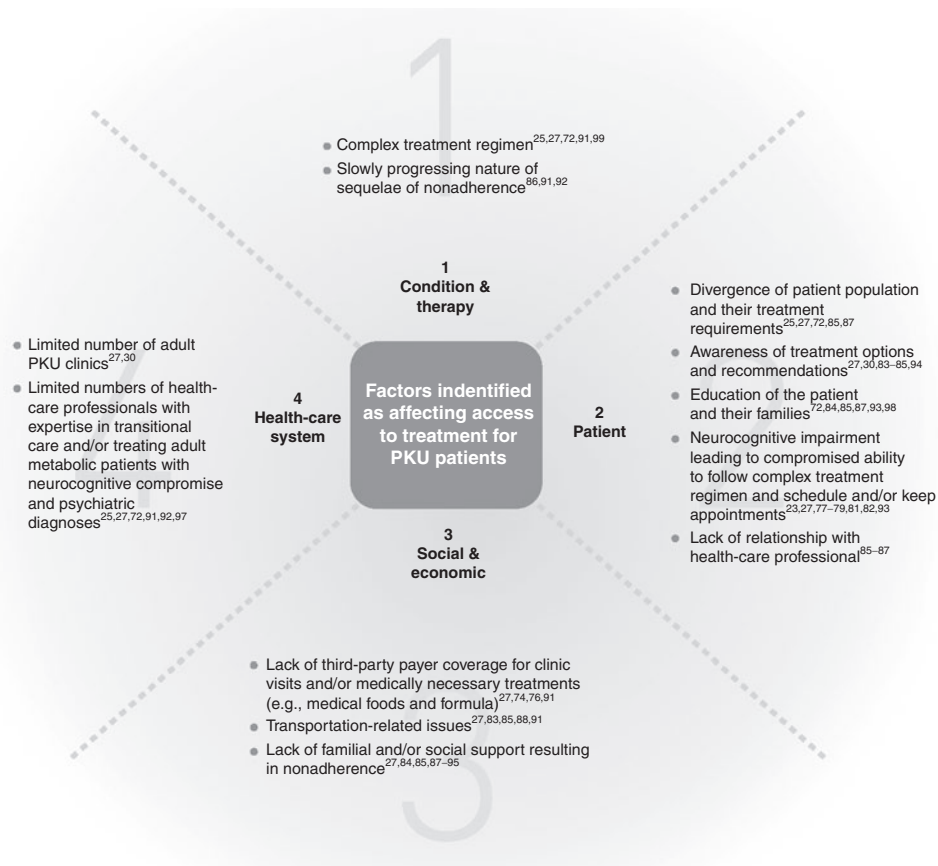 1
Complex treatment regimen25,27,72,91,99
Slowly progressing nature of
sequelae of nonadherence86,91,92
1
Condition &
therapy
Factors indentified
as affecting access
to treatment for
PKU patients
2
2
Patient
Divergence of patient population
and their treatment
requirements25,27,72,85,87
Awareness of treatment options
and recommendations27,30,83–85,94
Education of the patient
and their families72,84,85,87,93,98
Neurocognitive impairment
leading to compromised ability
to follow complex treatment
regimen and schedule and/or keep
appointments23,27,77–79,81,82,93
Lack of relationship with
health-care professional85–87
3
Social &
economic
Lack of third-party payer coverage for clinic
visits and/or medically necessary treatments
(e.g., medical foods and formula)27,74,76,91
Transportation-related issues27,83,85,88,91
Lack of familial and/or social support resulting
in nonadherence27,84,85,87–95
3
4
4
Health-care
system
Limited number of adult
PKU clinics27,30
Limited numbers of health-
care professionals with
expertise in transitional
care and/or treating adult
metabolic patients with
neurocognitive compromise
and psychiatric
diagnoses25,27,72,91,92,97